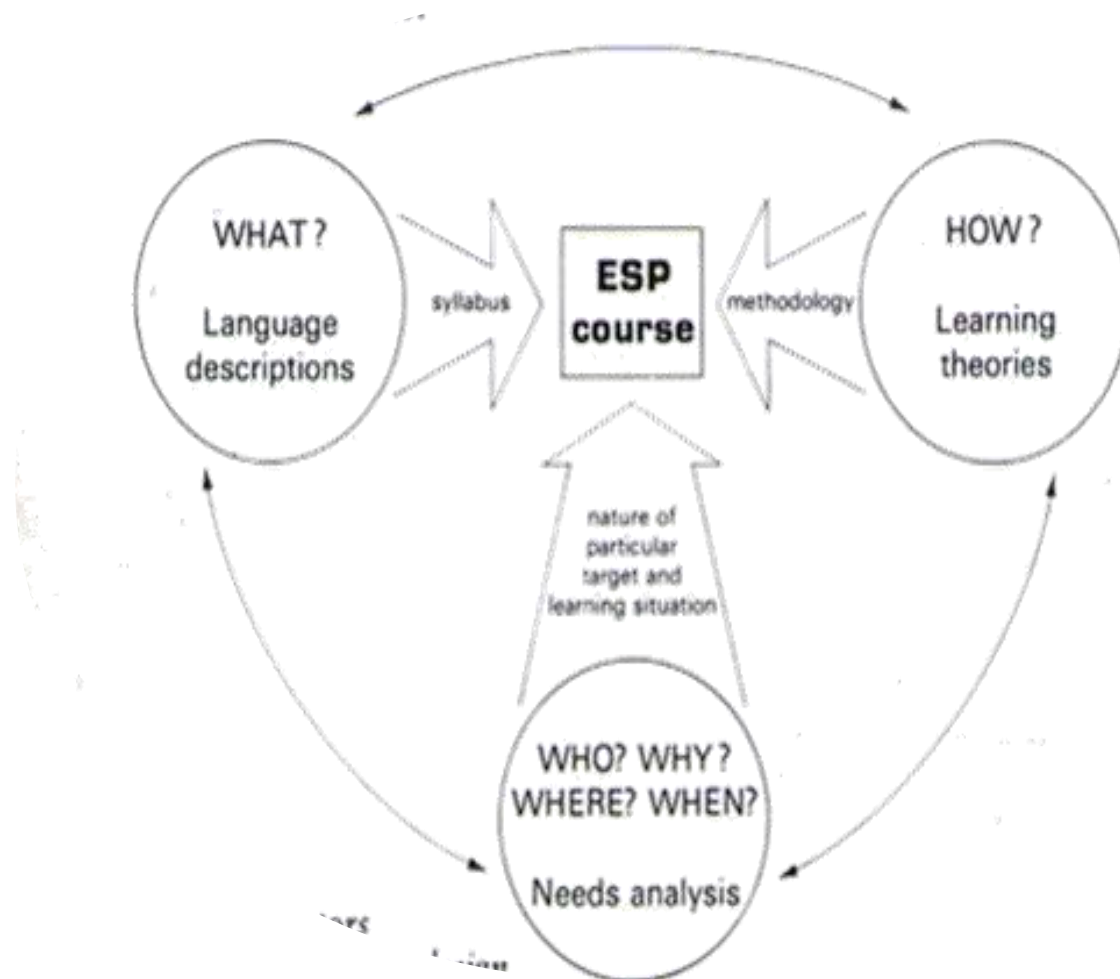 WHAT?
Language
descriptions
syllabus
ESP
course
methodology
HOW?
Learning
theories
nature of
particular
target and
learning situation
WHO? WHY?
WHERE? WHEN?
Needs analysis